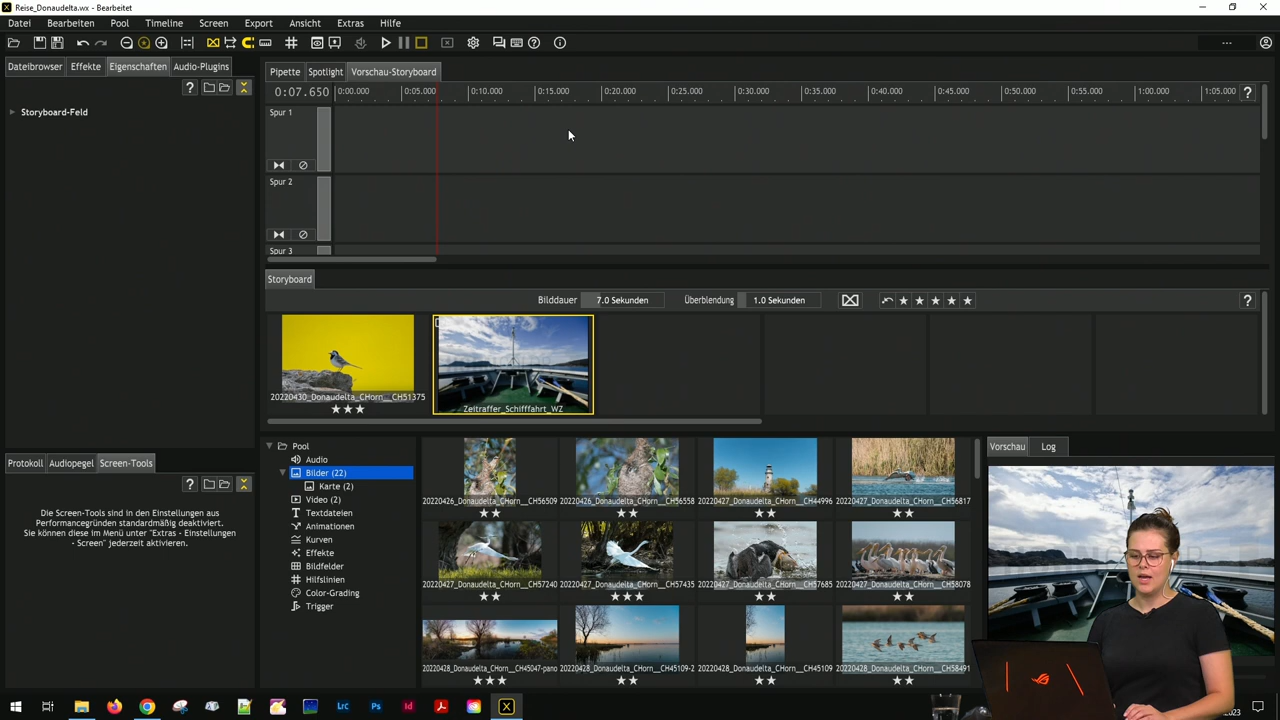 Reise_Donaudelta.wx - Bearbeitet
Datei Bearbeiten Pool Timeline Screen Export Ansicht Extras Hilfe
Dateibrowser Effekte Eigenschaften Audio-Plugins
Storyboard-Feld
Pipette Spotlight Vorschau-Storyboard
0:07.650 0:00.000 0:05.000 0:10.000 0:15.000 0:20.000 0:25.000 0:30.000 0:35.000 0:40.000 0:45.000 0:50.000 0:55.000 1:00.000 1:05.000
Spur 1
Spur 2
Spur 3
Storyboard
Bilddauer 7.0 Sekunden Überblendung 1.0 Sekunden
20220430_Donaudelta_CHorn__CH51375
Zeitraffer_Schifffahrt_WZ
Protokoll Audiopegel Screen-Tools
Die Screen-Tools sind in den Einstellungen aus
Performancegründen standardmäßig deaktiviert.
Sie können diese im Menü unter "Extras - Einstellungen
- Screen" jederzeit aktivieren.
Pool
Audio
Bilder (22)
Karte (2)
Video (2)
Textdateien
Animationen
Kurven
Effekte
Bildfelder
Hilfslinien
Color-Grading
Trigger
20220426_Donaudelta_CHorn__CH56509
20220426_Donaudelta_CHorn__CH56558
20220427_Donaudelta_CHorn__CH44996
20220427_Donaudelta_CHorn__CH56817
20220427_Donaudelta_CHorn__CH57240
20220427_Donaudelta_CHorn__CH57435
20220427_Donaudelta_CHorn__CH57685
20220427_Donaudelta_CHorn__CH58078
20220428_Donaudelta_CHorn__CH45047-pano
20220428_Donaudelta_CHorn__CH45109-2
20220428_Donaudelta_CHorn__CH45109
20220428_Donaudelta_CHorn__CH58491
Vorschau Log
Lrc Ps Id